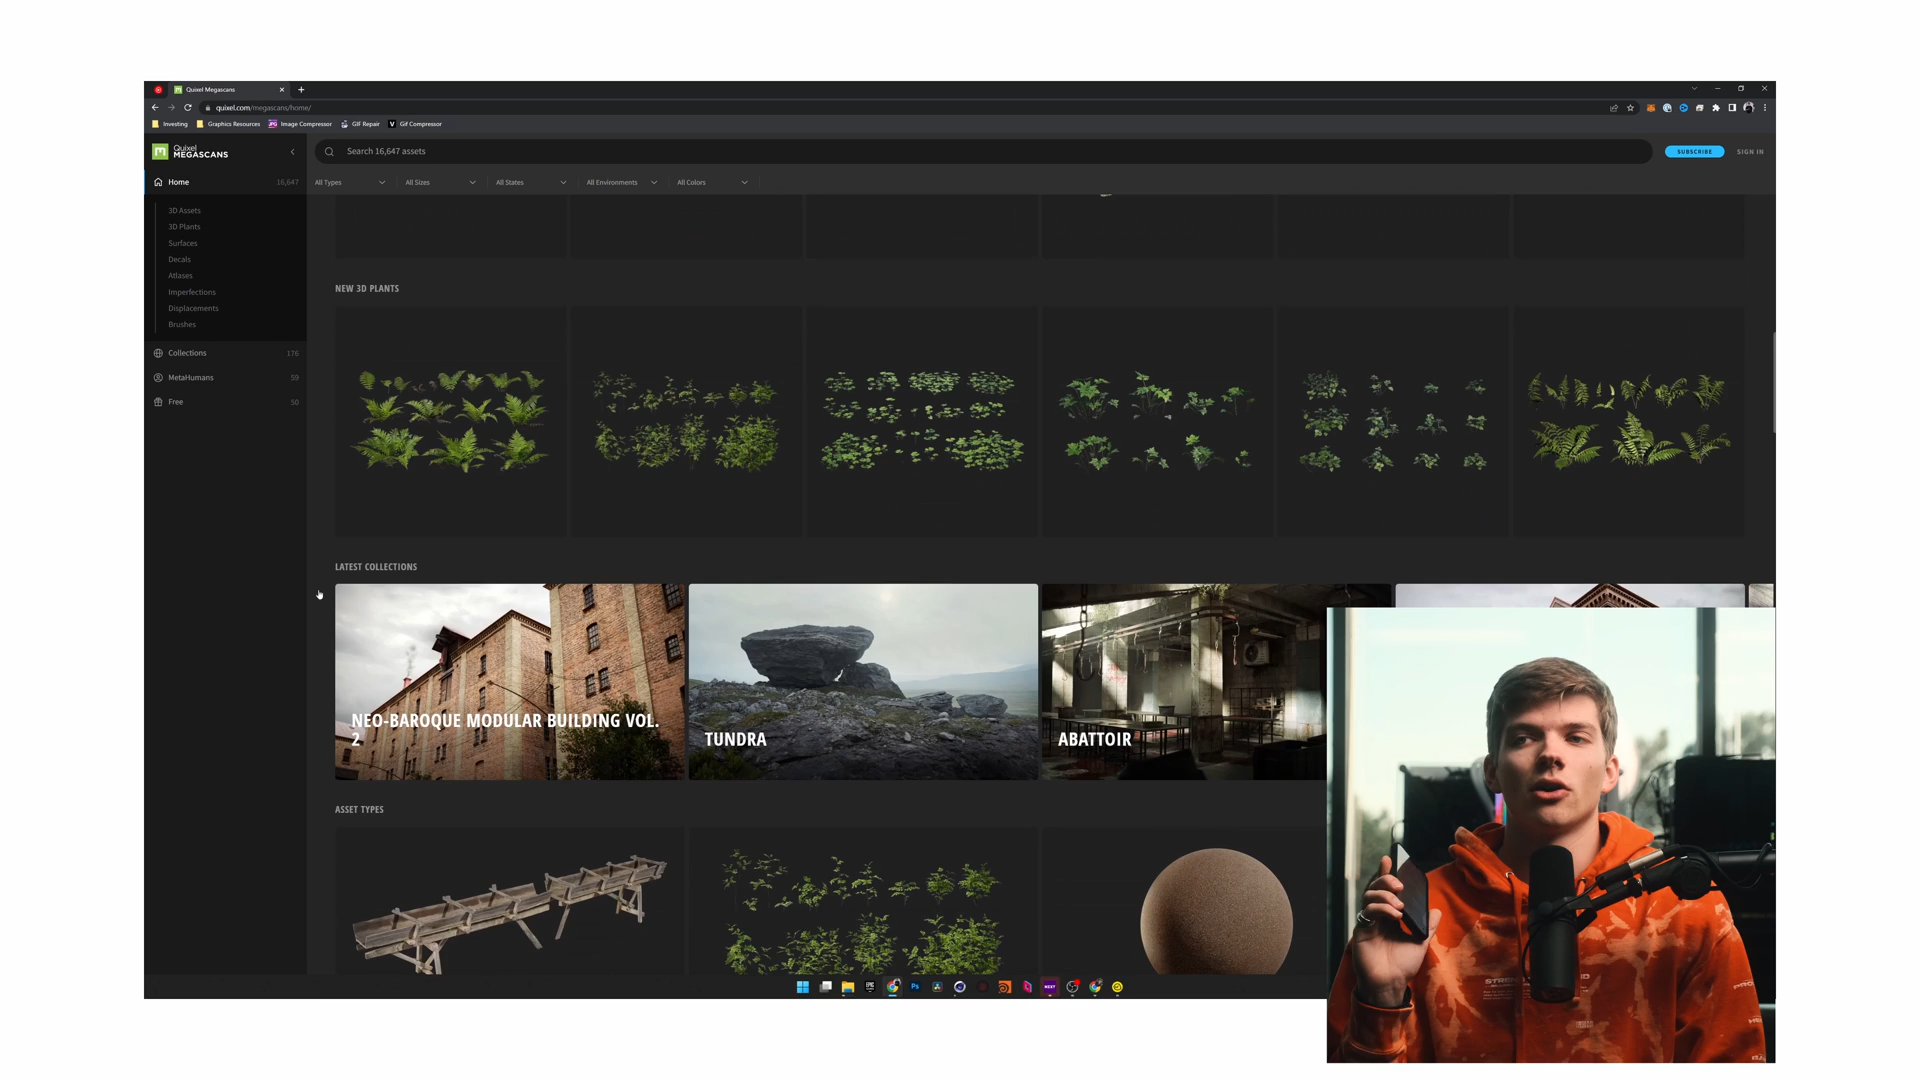 Quixel Megascans
quixel.com/megascans/home/
Investing
Graphics Resources
Image Compressor
GIF Repair
Gif Compressor
Quixel
MEGASCANS
Search 16,647 assets
SUBSCRIBE
SIGN IN
Home
16,647
All Types
All Sizes
All States
All Environments
All Colors
3D Assets
3D Plants
Surfaces
Decals
Atlases
Imperfections
Displacements
Brushes
Collections
176
MetaHumans
59
Free
50
NEW 3D PLANTS
LATEST COLLECTIONS
NEO-BAROQUE MODULAR BUILDING VOL.
2
TUNDRA
ABATTOIR
ASSET TYPES
Ps